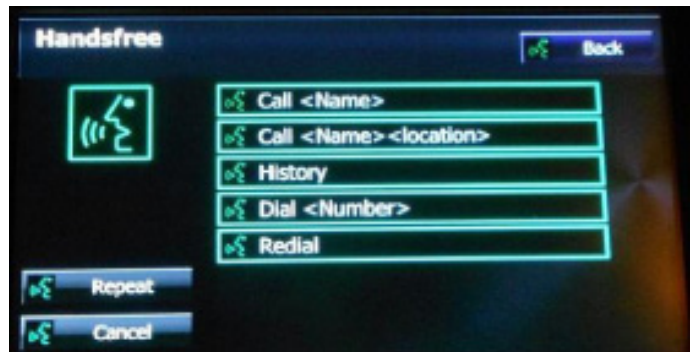 Handsfree
Back
Call <Name>
Call <Name><location>
History
Dial <Number>
Redial
Repeat
Cancel